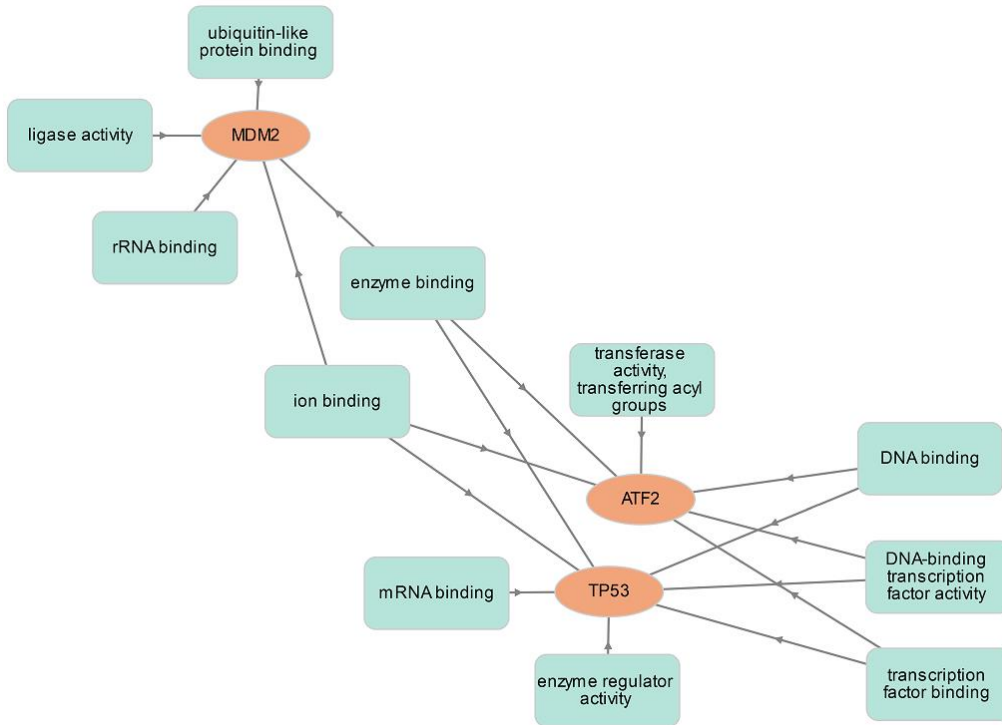 ubiquitin-like
protein binding
ligase activity
MDM2
rRNA binding
enzyme binding
transferase
activity,
transferring acyl
groups
ion binding
DNA binding
ATF2
DNA-binding
transcription
factor activity
mRNA binding
TP53
enzyme regulator
activity
transcription
factor binding